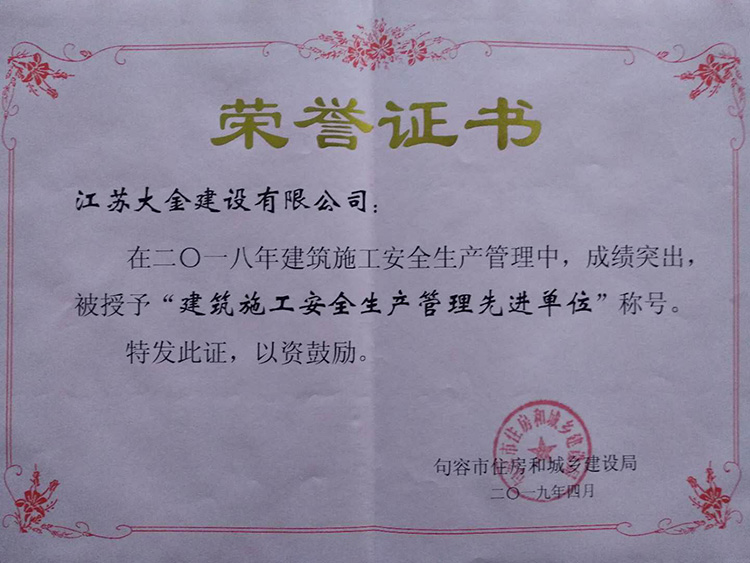 荣誉证书
江苏大金建设有限公司：
在二〇一八年建筑施工安全生产管理中，成绩突出，
被授予“建筑施工安全生产管理先进单位”称号。
特发此证，以资鼓励。
句容市住房和城乡建设局
二〇一九年四月